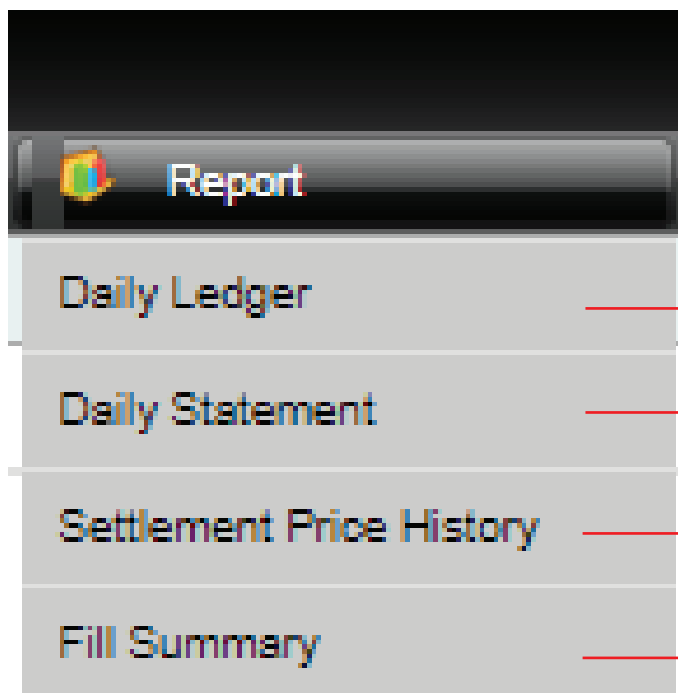 Report
Daily Ledger
Daily Statement
Settlement Price History
Fill Summary